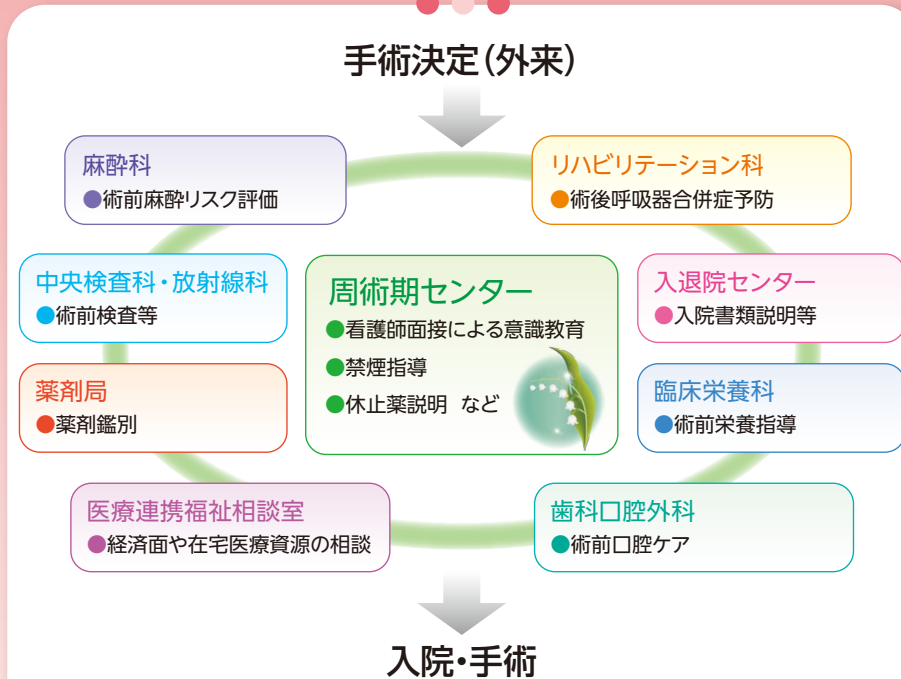 手術決定(外来)
麻酔科
●術前麻酔リスク評価
リハビリテーション科
●術後呼吸器合併症予防
中央検査科・放射線科
●術前検査等
周術期センター
●看護師面接による意識教育
●禁煙指導
●休止薬説明 など
入退院センター
●入院書類説明等
薬剤局
●薬剤鑑別
臨床栄養科
●術前栄養指導
医療連携福祉相談室
●経済面や在宅医療資源の相談
歯科口腔外科
●術前口腔ケア
入院・手術